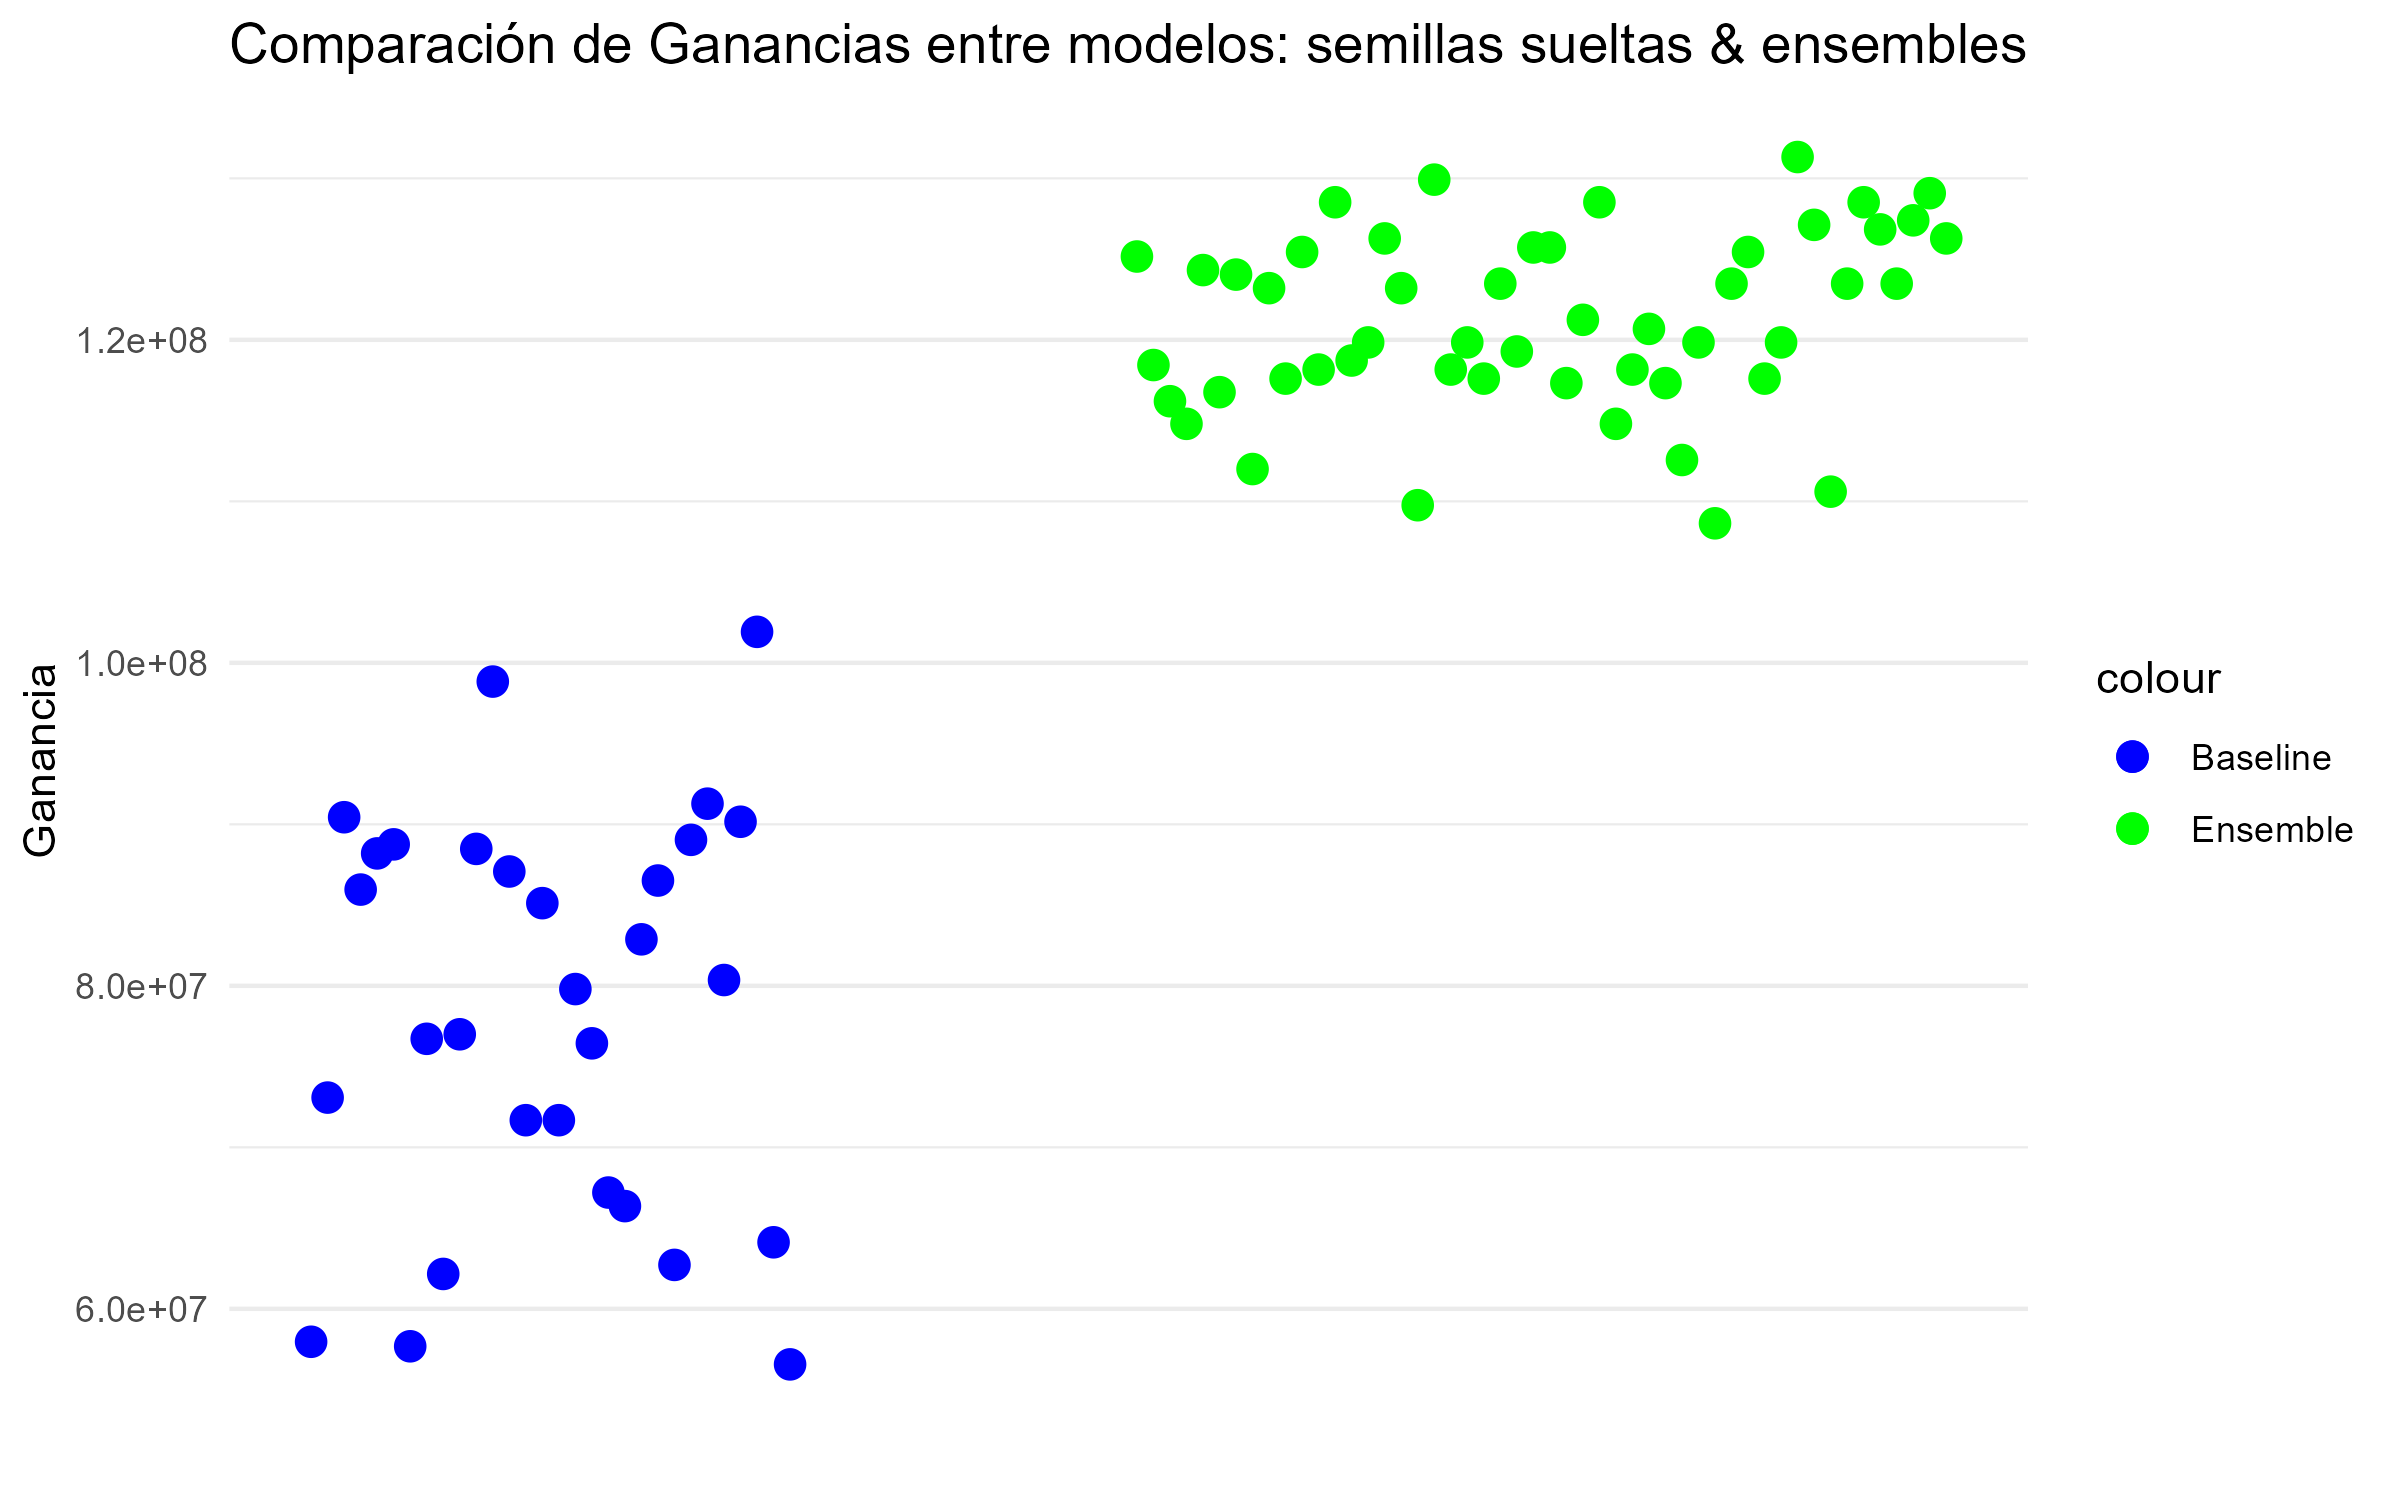 Comparación de Ganancias entre modelos: semillas sueltas & ensembles
Ganancia
1.2e+08
1.0e+08
8.0e+07
6.0e+07
colour
Baseline
Ensemble